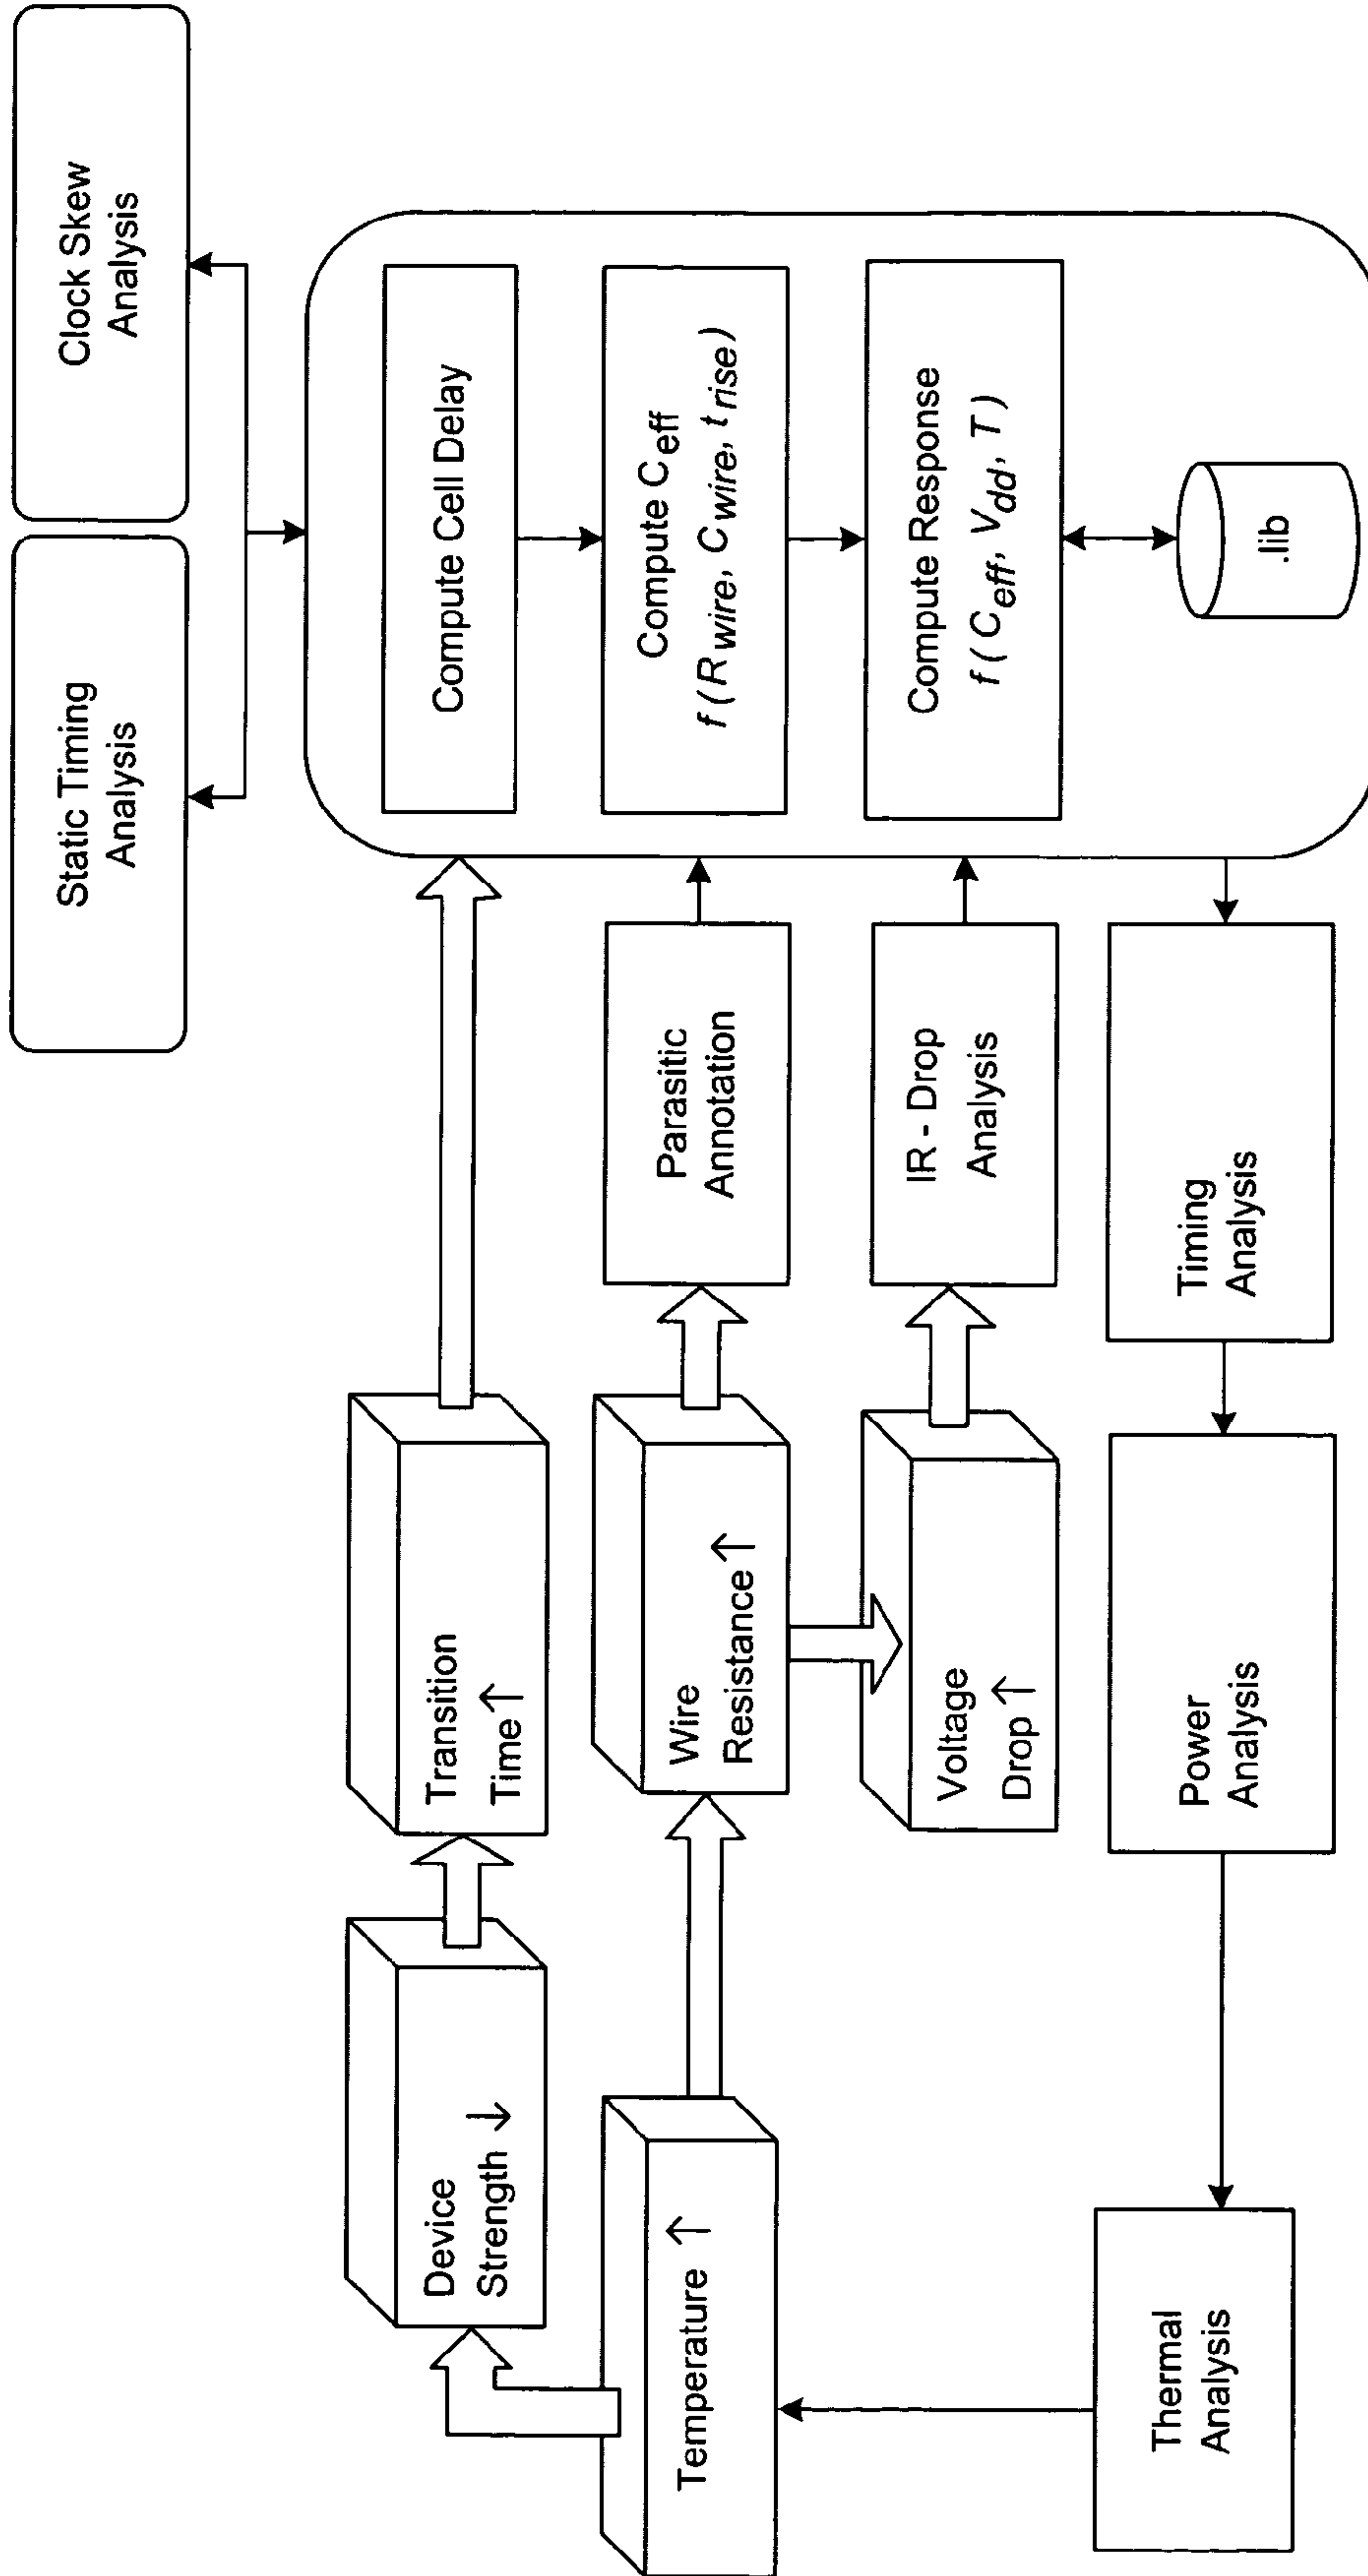 Static Timing
Analysis
Clock Skew
Analysis
Device
Strength ↓
Transition
Time ↑
Compute Cell Delay
Temperature ↑
Wire
Resistance ↑
Parasitic
Annotation
Compute Ceff
f (Rwire, Cwire, t rise)
Voltage
Drop ↑
IR - Drop
Analysis
Compute Response
f ( Ceff, Vdd, T )
Thermal
Analysis
Power
Analysis
Timing
Analysis
.lib